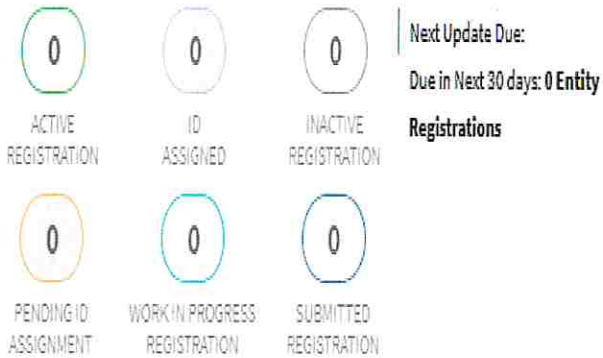 0 0 0
ACTIVE REGISTRATION
ID ASSIGNED
INACTIVE REGISTRATION
Next Update Due:
Due in Next 30 days: 0 Entity
Registrations
0 0 0
PENDING ID ASSIGNMENT
WORK IN PROGRESS REGISTRATION
SUBMITTED REGISTRATION